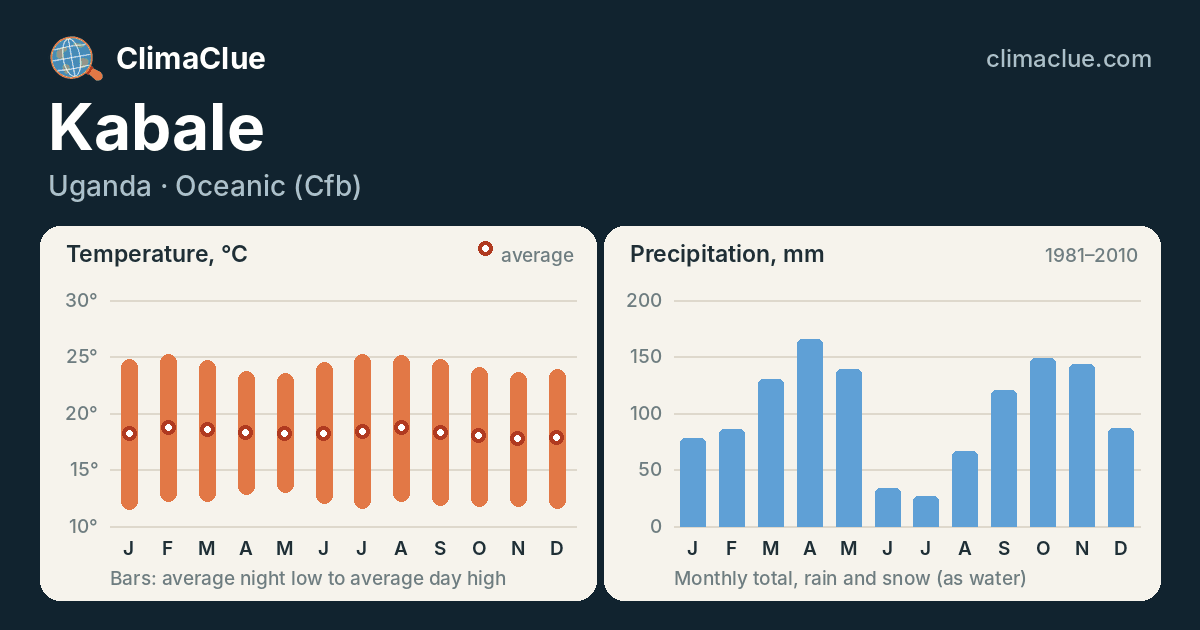 ClimaClue
climaclue.com
Kabale
Uganda · Oceanic (Cfb)
Temperature, °C
average
30°
25°
20°
15°
10°
J F M A M J J A S O N D
Bars: average night low to average day high
Precipitation, mm
1981–2010
200
150
100
50
0
J F M A M J J A S O N D
Monthly total, rain and snow (as water)